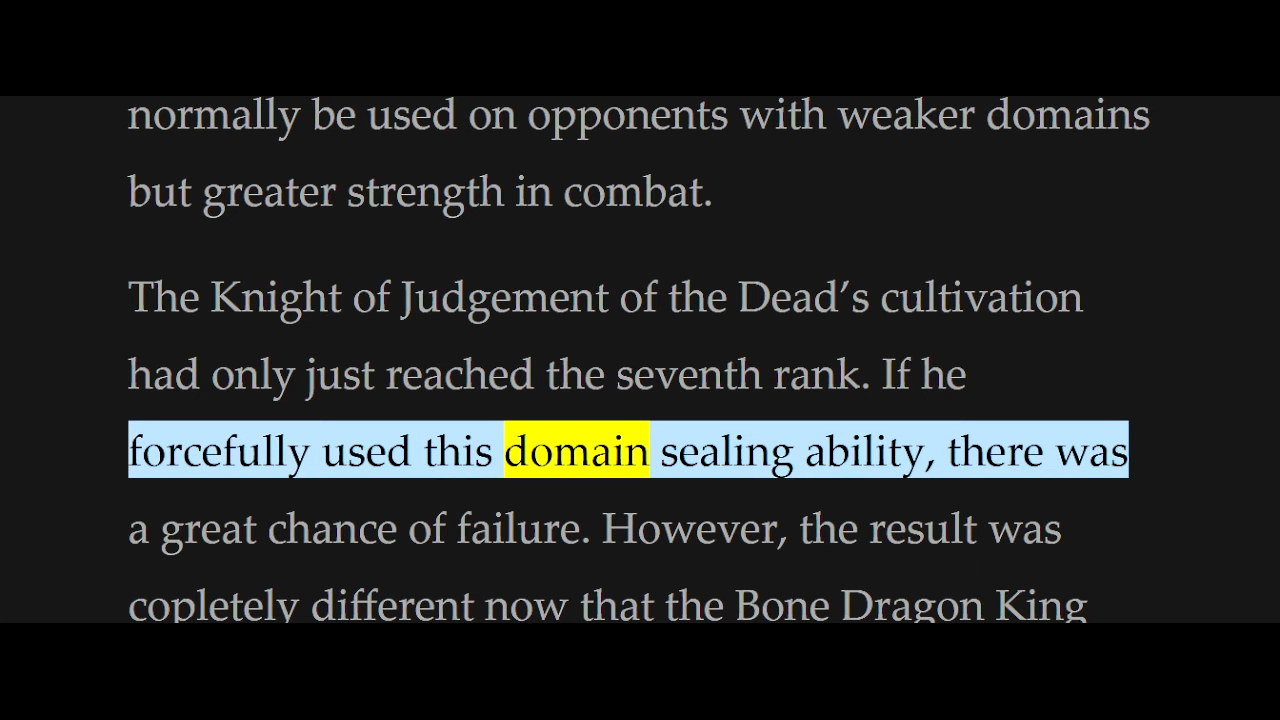 normally be used on opponents with weaker domains
but greater strength in combat.
The Knight of Judgement of the Dead’s cultivation
had only just reached the seventh rank. If he
forcefully used this domain sealing ability, there was
a great chance of failure. However, the result was
copletely different now that the Bone Dragon King